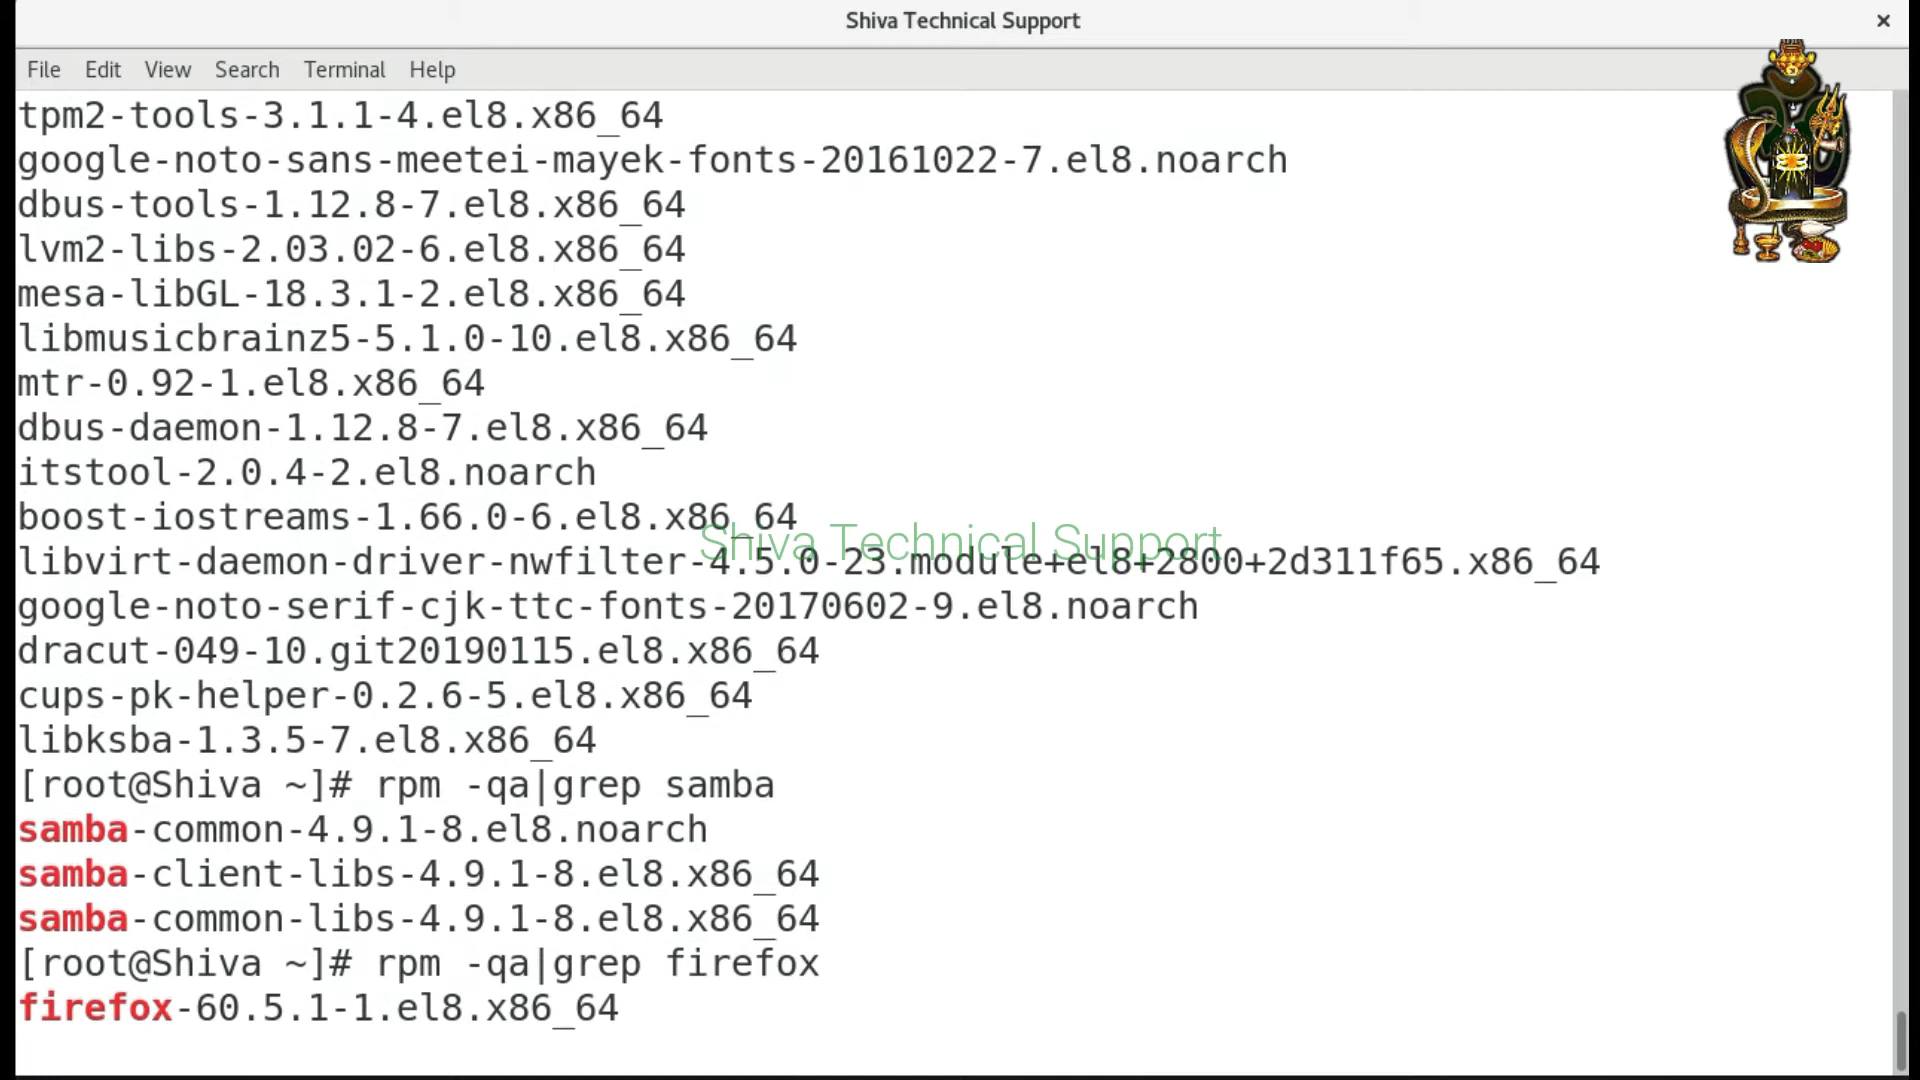 Shiva Technical Support
×
File Edit View Search Terminal Help
tpm2-tools-3.1.1-4.el8.x86_64
google-noto-sans-meetei-mayek-fonts-20161022-7.el8.noarch
dbus-tools-1.12.8-7.el8.x86_64
lvm2-libs-2.03.02-6.el8.x86_64
mesa-libGL-18.3.1-2.el8.x86_64
libmusicbrainz5-5.1.0-10.el8.x86_64
mtr-0.92-1.el8.x86_64
dbus-daemon-1.12.8-7.el8.x86_64
itstool-2.0.4-2.el8.noarch
boost-iostreams-1.66.0-6.el8.x86_64
Shiva Technical Support
libvirt-daemon-driver-nwfilter-4.5.0-23.module+el8+2800+2d311f65.x86_64
google-noto-serif-cjk-ttc-fonts-20170602-9.el8.noarch
dracut-049-10.git20190115.el8.x86_64
cups-pk-helper-0.2.6-5.el8.x86_64
libksba-1.3.5-7.el8.x86_64
[root@Shiva ~]# rpm -qa|grep samba
samba-common-4.9.1-8.el8.noarch
samba-client-libs-4.9.1-8.el8.x86_64
samba-common-libs-4.9.1-8.el8.x86_64
[root@Shiva ~]# rpm -qa|grep firefox
firefox-60.5.1-1.el8.x86_64